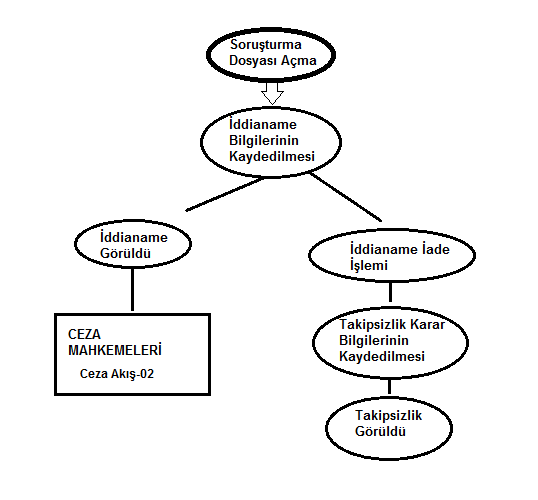 Soruşturma
Dosyası Açma
İddianame
Bilgilerinin
Kaydedilmesi
İddianame
Görüldü
İddianame İade
İşlemi
CEZA
MAHKEMELERİ
Ceza Akış-02
Takipsizlik Karar
Bilgilerinin
Kaydedilmesi
Takipsizlik
Görüldü